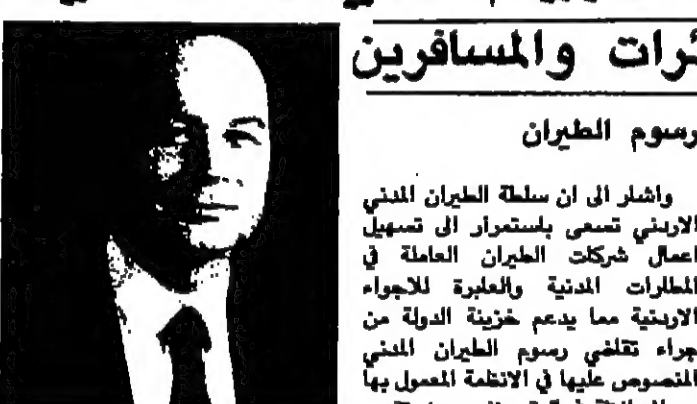 ـرات والمسافرين
رسوم الطيران
واشار الى ان سلطة الطيران المدني
الاردني تسعى باستمرار الى تسهيل
اعمال شركات الطيران العاملة في
المطارات المدنية والعابرة للاجواء
الاردنية مما يدعم خزينة الدولة من
جراء تقاضي رسوم الطيران المدني
المنصوص عليها في الانظمة المعمول بها